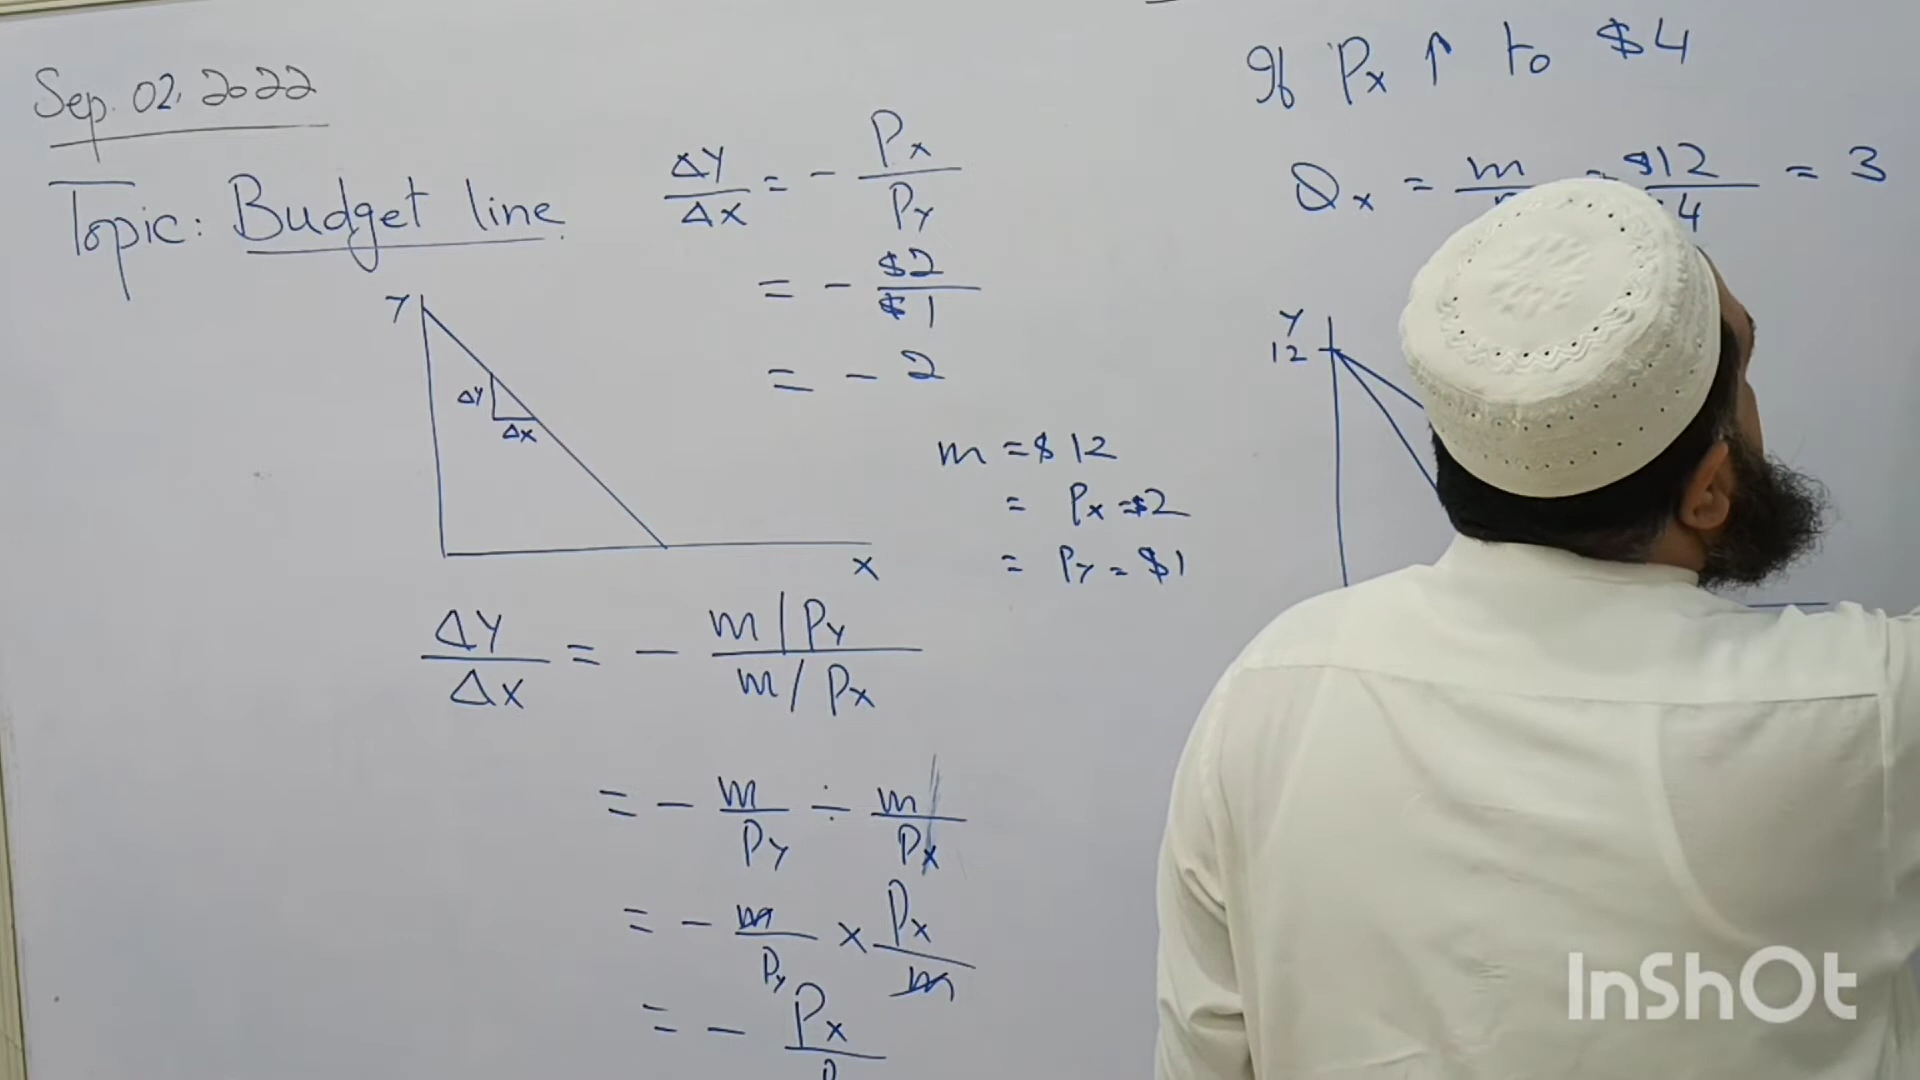 Sep. 02, 2022
Topic: Budget line.
ΔY/ΔX = - Px/Py
= - $2/$1
= - 2
Y
ΔY
ΔX
X
m = $12
= Px = $2
= Py = $1
ΔY/ΔX = - m/Py / m/Px
= - m/Py ÷ m/Px
= - m/Py × Px/m
= - Px
If Px ↑ to $4
Qx = m = $12/4 = 3
Y
12
InShOt